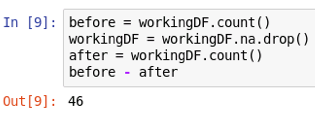 In [9]: before = workingDF.count()
workingDF = workingDF.na.drop()
after = workingDF.count()
before - after
Out[9]: 46